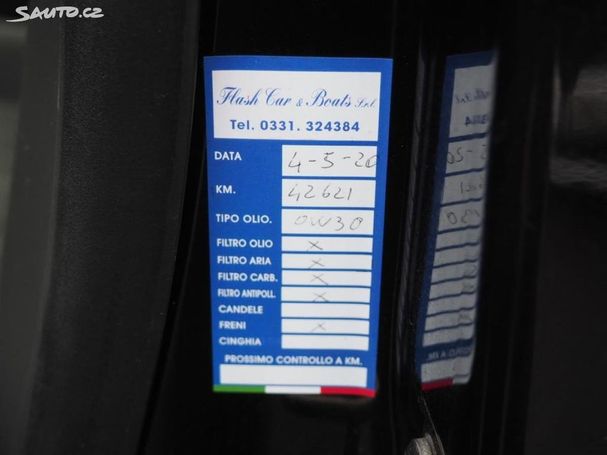 SAUTO.CZ
Flash Car & Boats S.r.l.
Tel. 0331. 324384
DATA 4-5-20
KM. 42621
TIPO OLIO. 0W30
FILTRO OLIO X
FILTRO ARIA X
FILTRO CARB. X
FILTRO ANTIPOLL. X
CANDELE
FRENI X
CINGHIA
PROSSIMO CONTROLLO A KM.